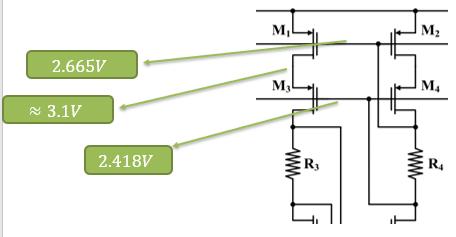 M₁
M₂
2.665V
M₃
M₄
≈ 3.1V
2.418V
R₃
R₄